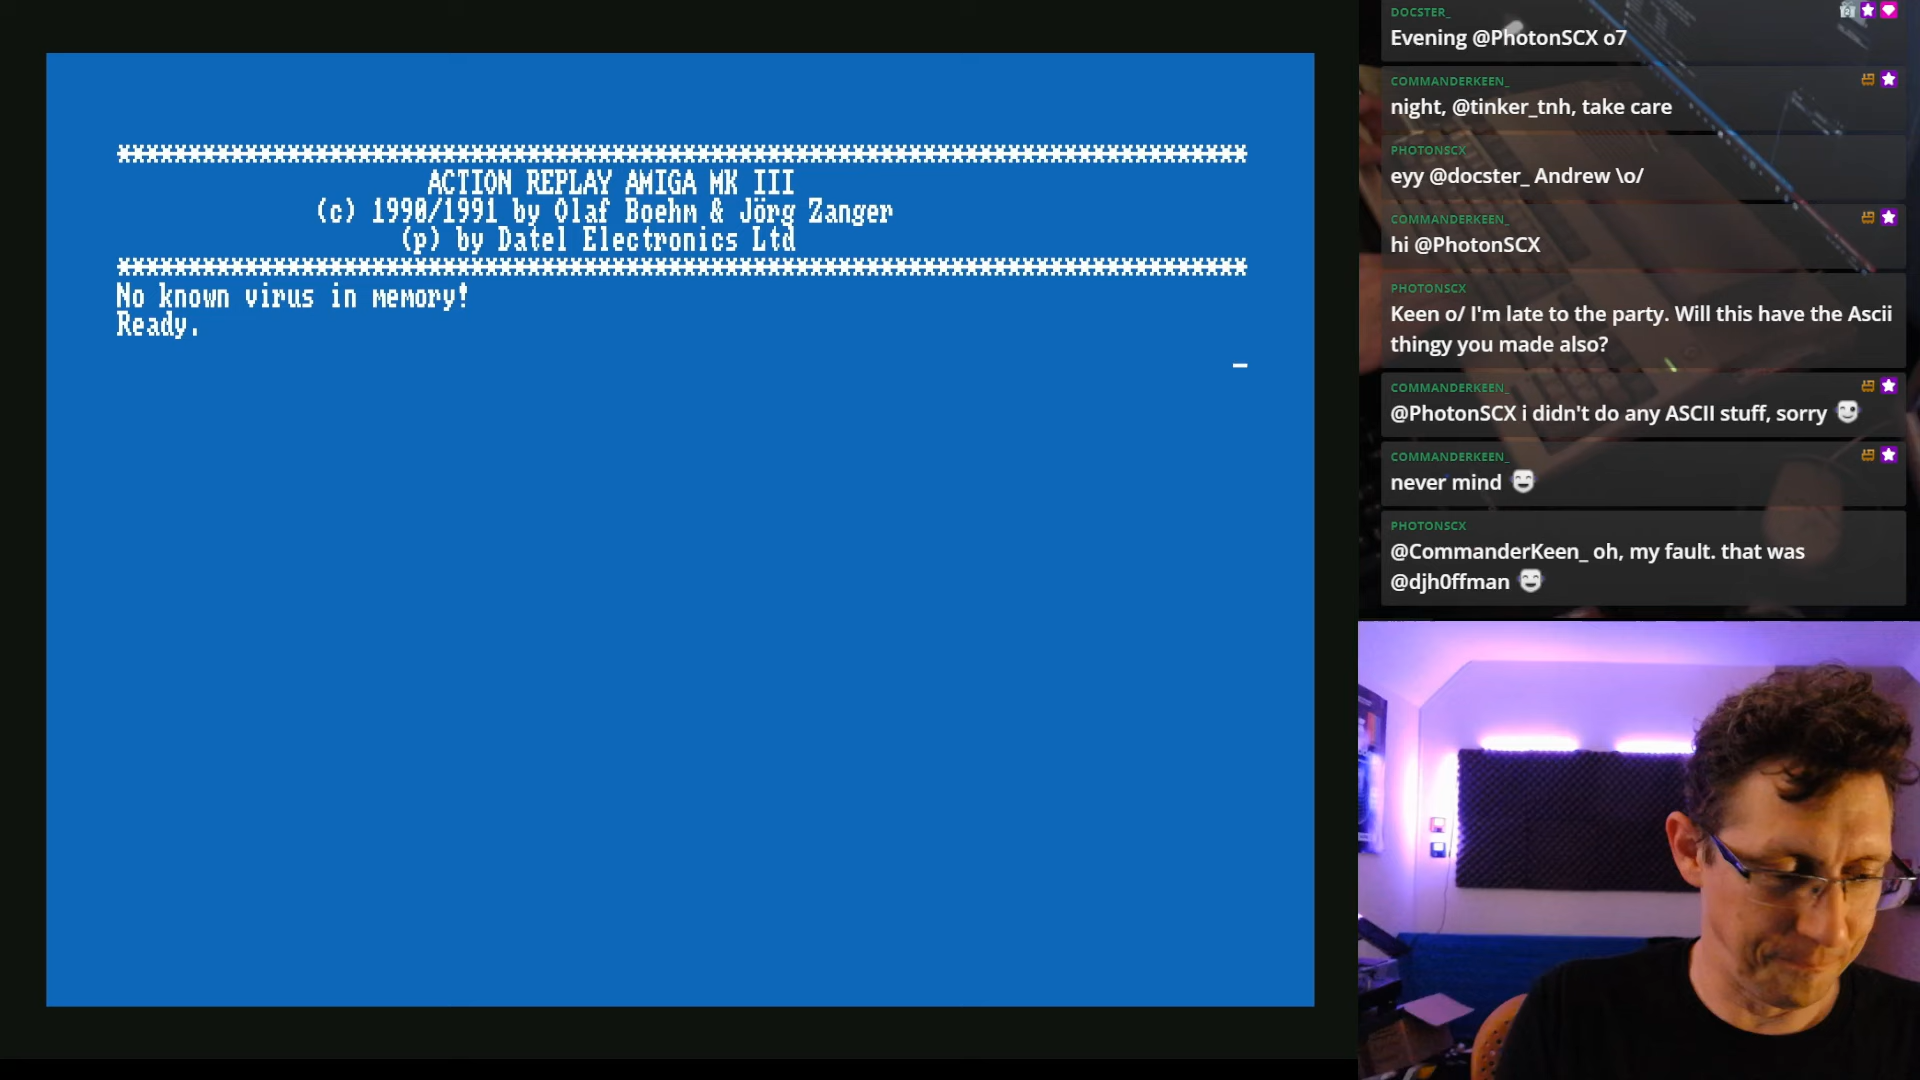 ********************************************************************************
ACTION REPLAY AMIGA MK III
(c) 1990/1991 by Olaf Boehm & Jörg Zanger
(p) by Datel Electronics Ltd
********************************************************************************
No known virus in memory!
Ready.
_
DOCSTER_
Evening @PhotonSCX o7
COMMANDERKEEN_
night, @tinker_tnh, take care
PHOTONSCX
eyy @docster_ Andrew \o/
COMMANDERKEEN_
hi @PhotonSCX
PHOTONSCX
Keen o/ I'm late to the party. Will this have the Ascii
thingy you made also?
COMMANDERKEEN_
@PhotonSCX i didn't do any ASCII stuff, sorry
COMMANDERKEEN_
never mind
PHOTONSCX
@CommanderKeen_ oh, my fault. that was
@djh0ffman